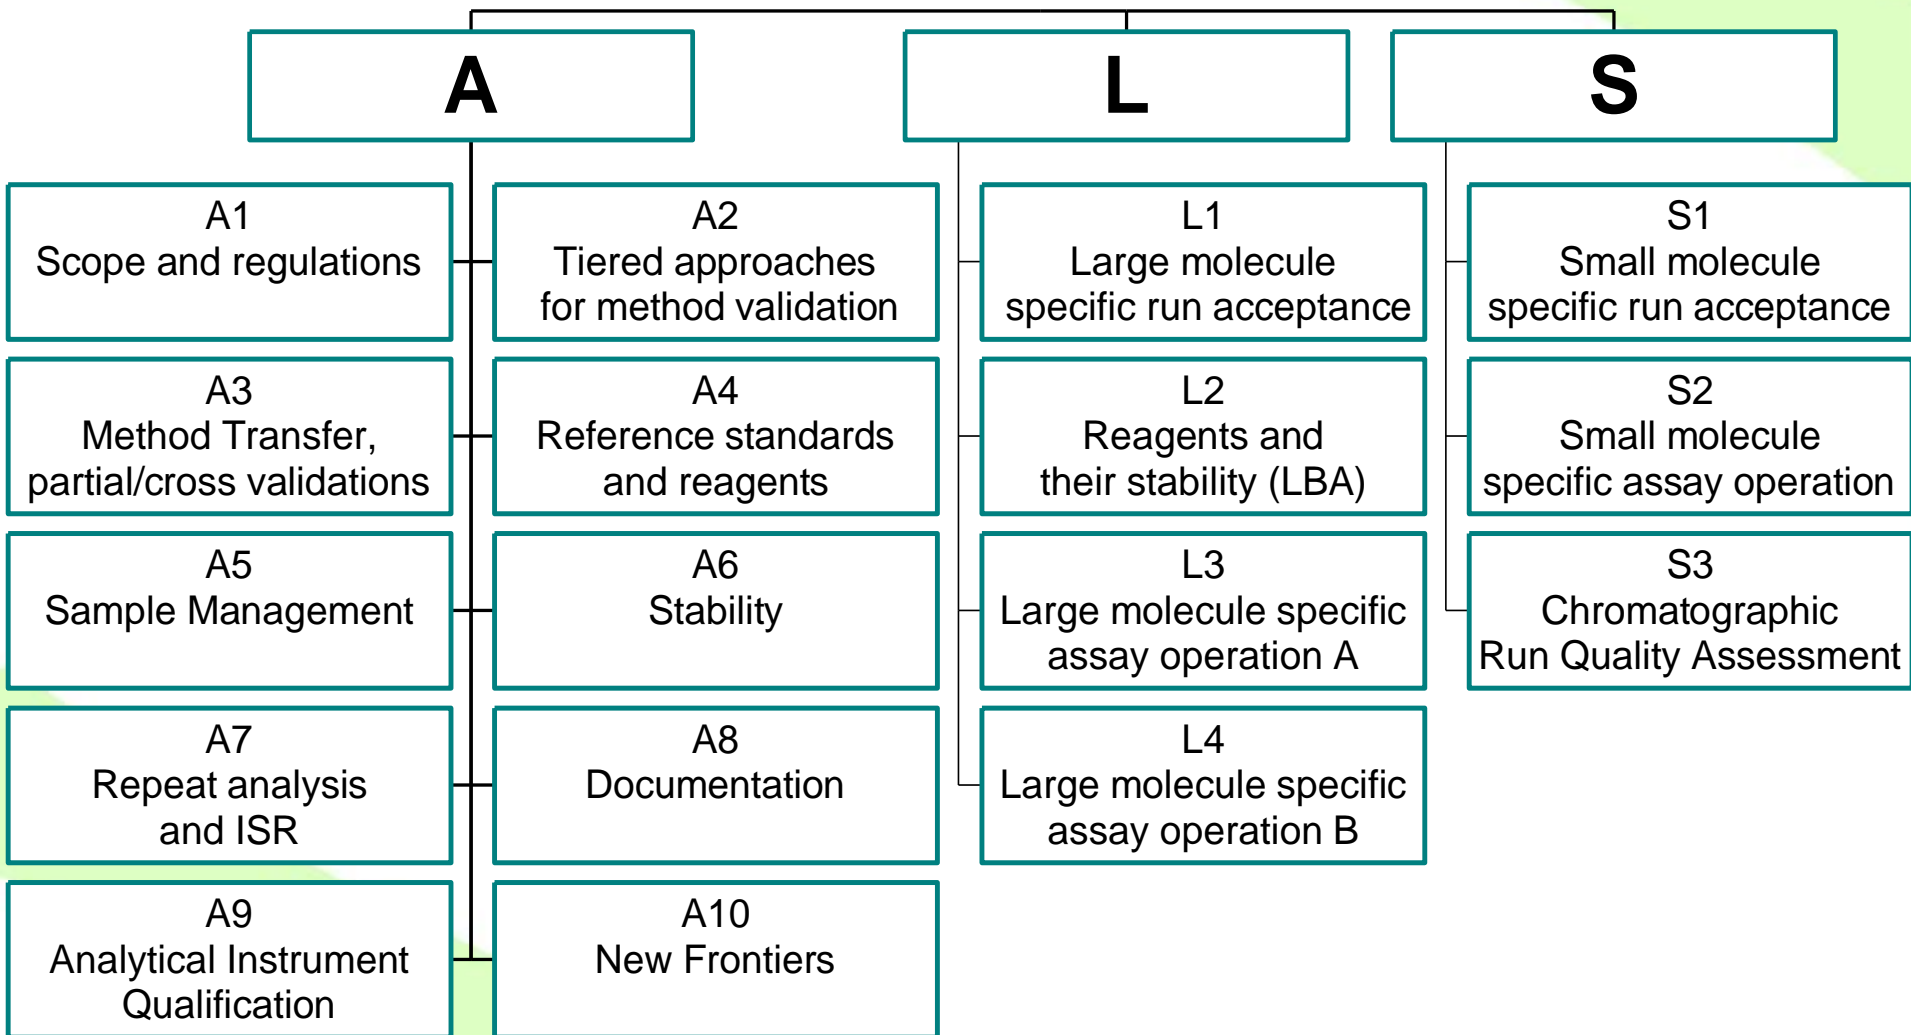 A
L
S
A1
Scope and regulations
A2
Tiered approaches
for method validation
L1
Large molecule
specific run acceptance
S1
Small molecule
specific run acceptance
A3
Method Transfer,
partial/cross validations
A4
Reference standards
and reagents
L2
Reagents and
their stability (LBA)
S2
Small molecule
specific assay operation
A5
Sample Management
A6
Stability
L3
Large molecule specific
assay operation A
S3
Chromatographic
Run Quality Assessment
A7
Repeat analysis
and ISR
A8
Documentation
L4
Large molecule specific
assay operation B
A9
Analytical Instrument
Qualification
A10
New Frontiers